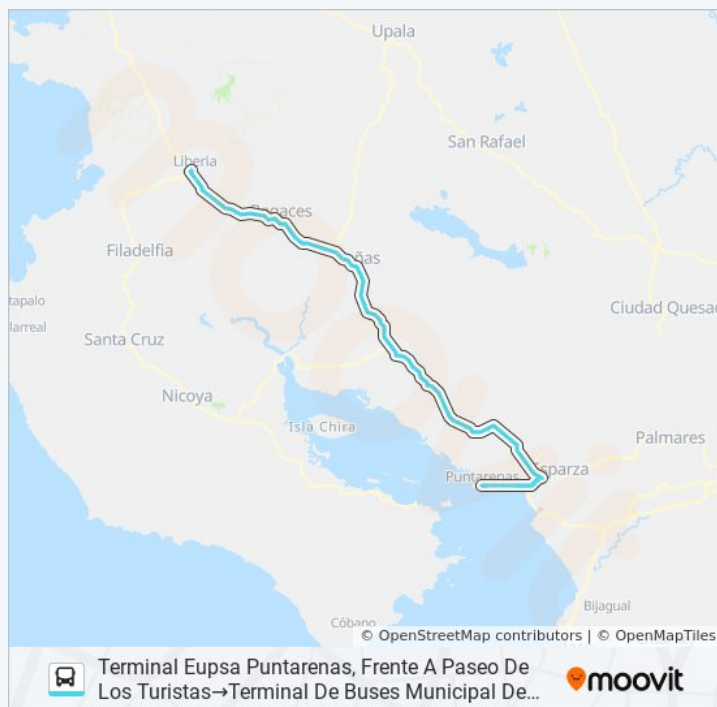 Upala
San Rafael
Liberia
Bagaces
Filadelfia
Cañas
Ciudad Quesad
Santa Cruz
Nicoya
Isla Chira
Palmares
Puntarenas
Esparza
Bijagual
Cóbano
© OpenStreetMap contributors | © OpenMapTiles
Terminal Eupsa Puntarenas, Frente A Paseo De
Los Turistas→Terminal De Buses Municipal De…
moovit